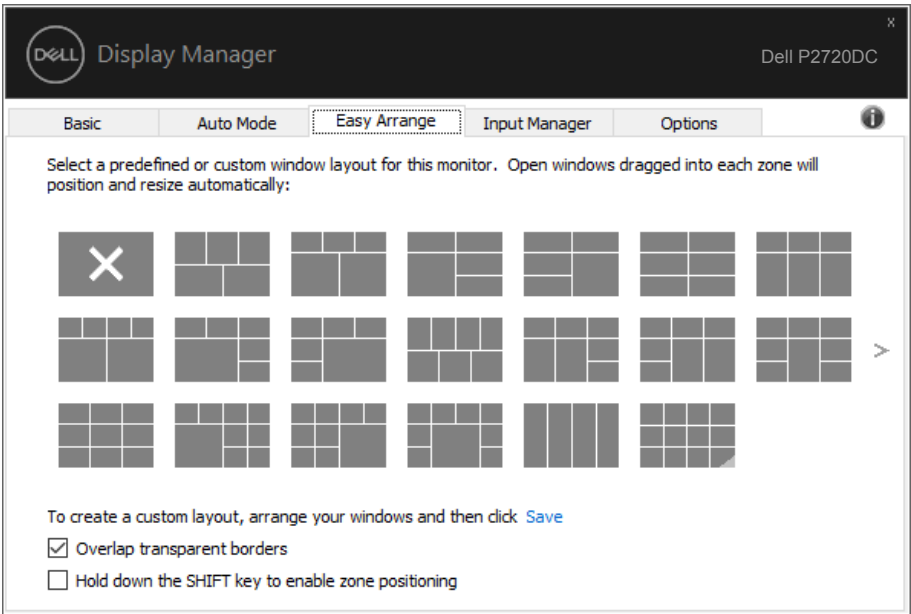 x
DELL Display Manager
Dell P2720DC
Basic Auto Mode Easy Arrange Input Manager Options
Select a predefined or custom window layout for this monitor. Open windows dragged into each zone will
position and resize automatically:
>
To create a custom layout, arrange your windows and then click Save
Overlap transparent borders
Hold down the SHIFT key to enable zone positioning